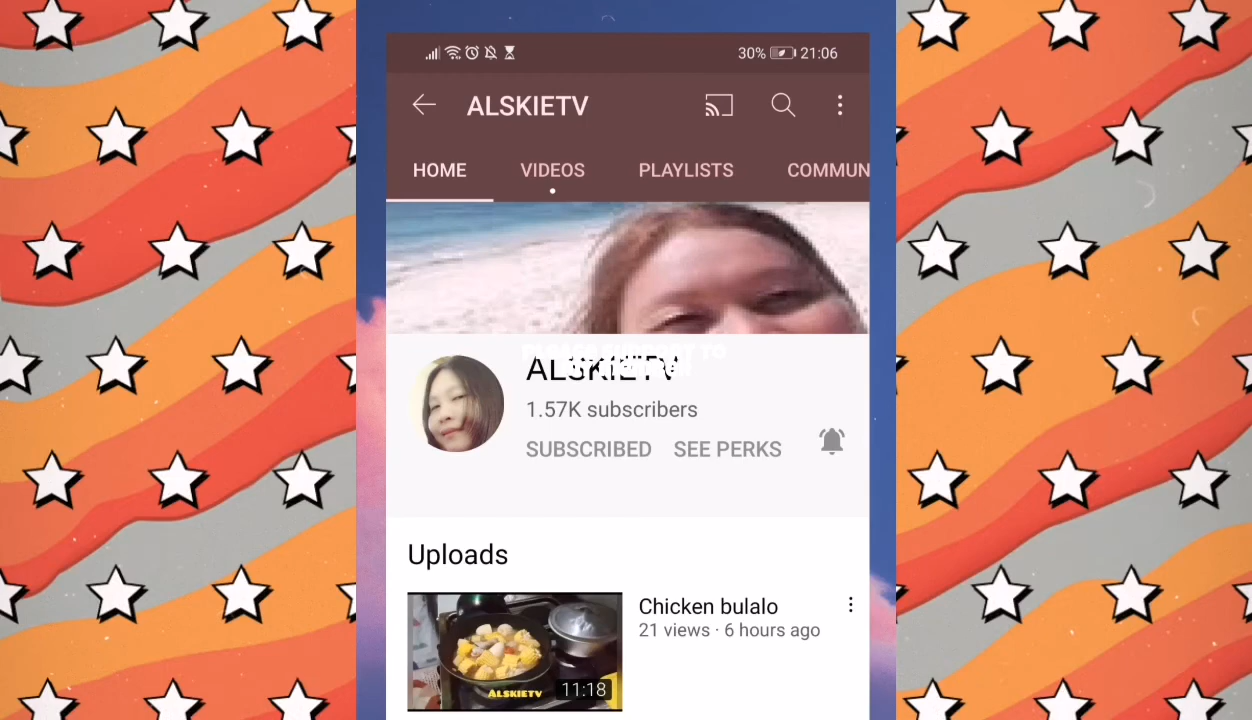 30% 21:06
ALSKIETV
HOME VIDEOS PLAYLISTS COMMUN
ALSKIETV
1.57K subscribers
SUBSCRIBED SEE PERKS
Uploads
Chicken bulalo
21 views · 6 hours ago
ALSKIETV
11:18